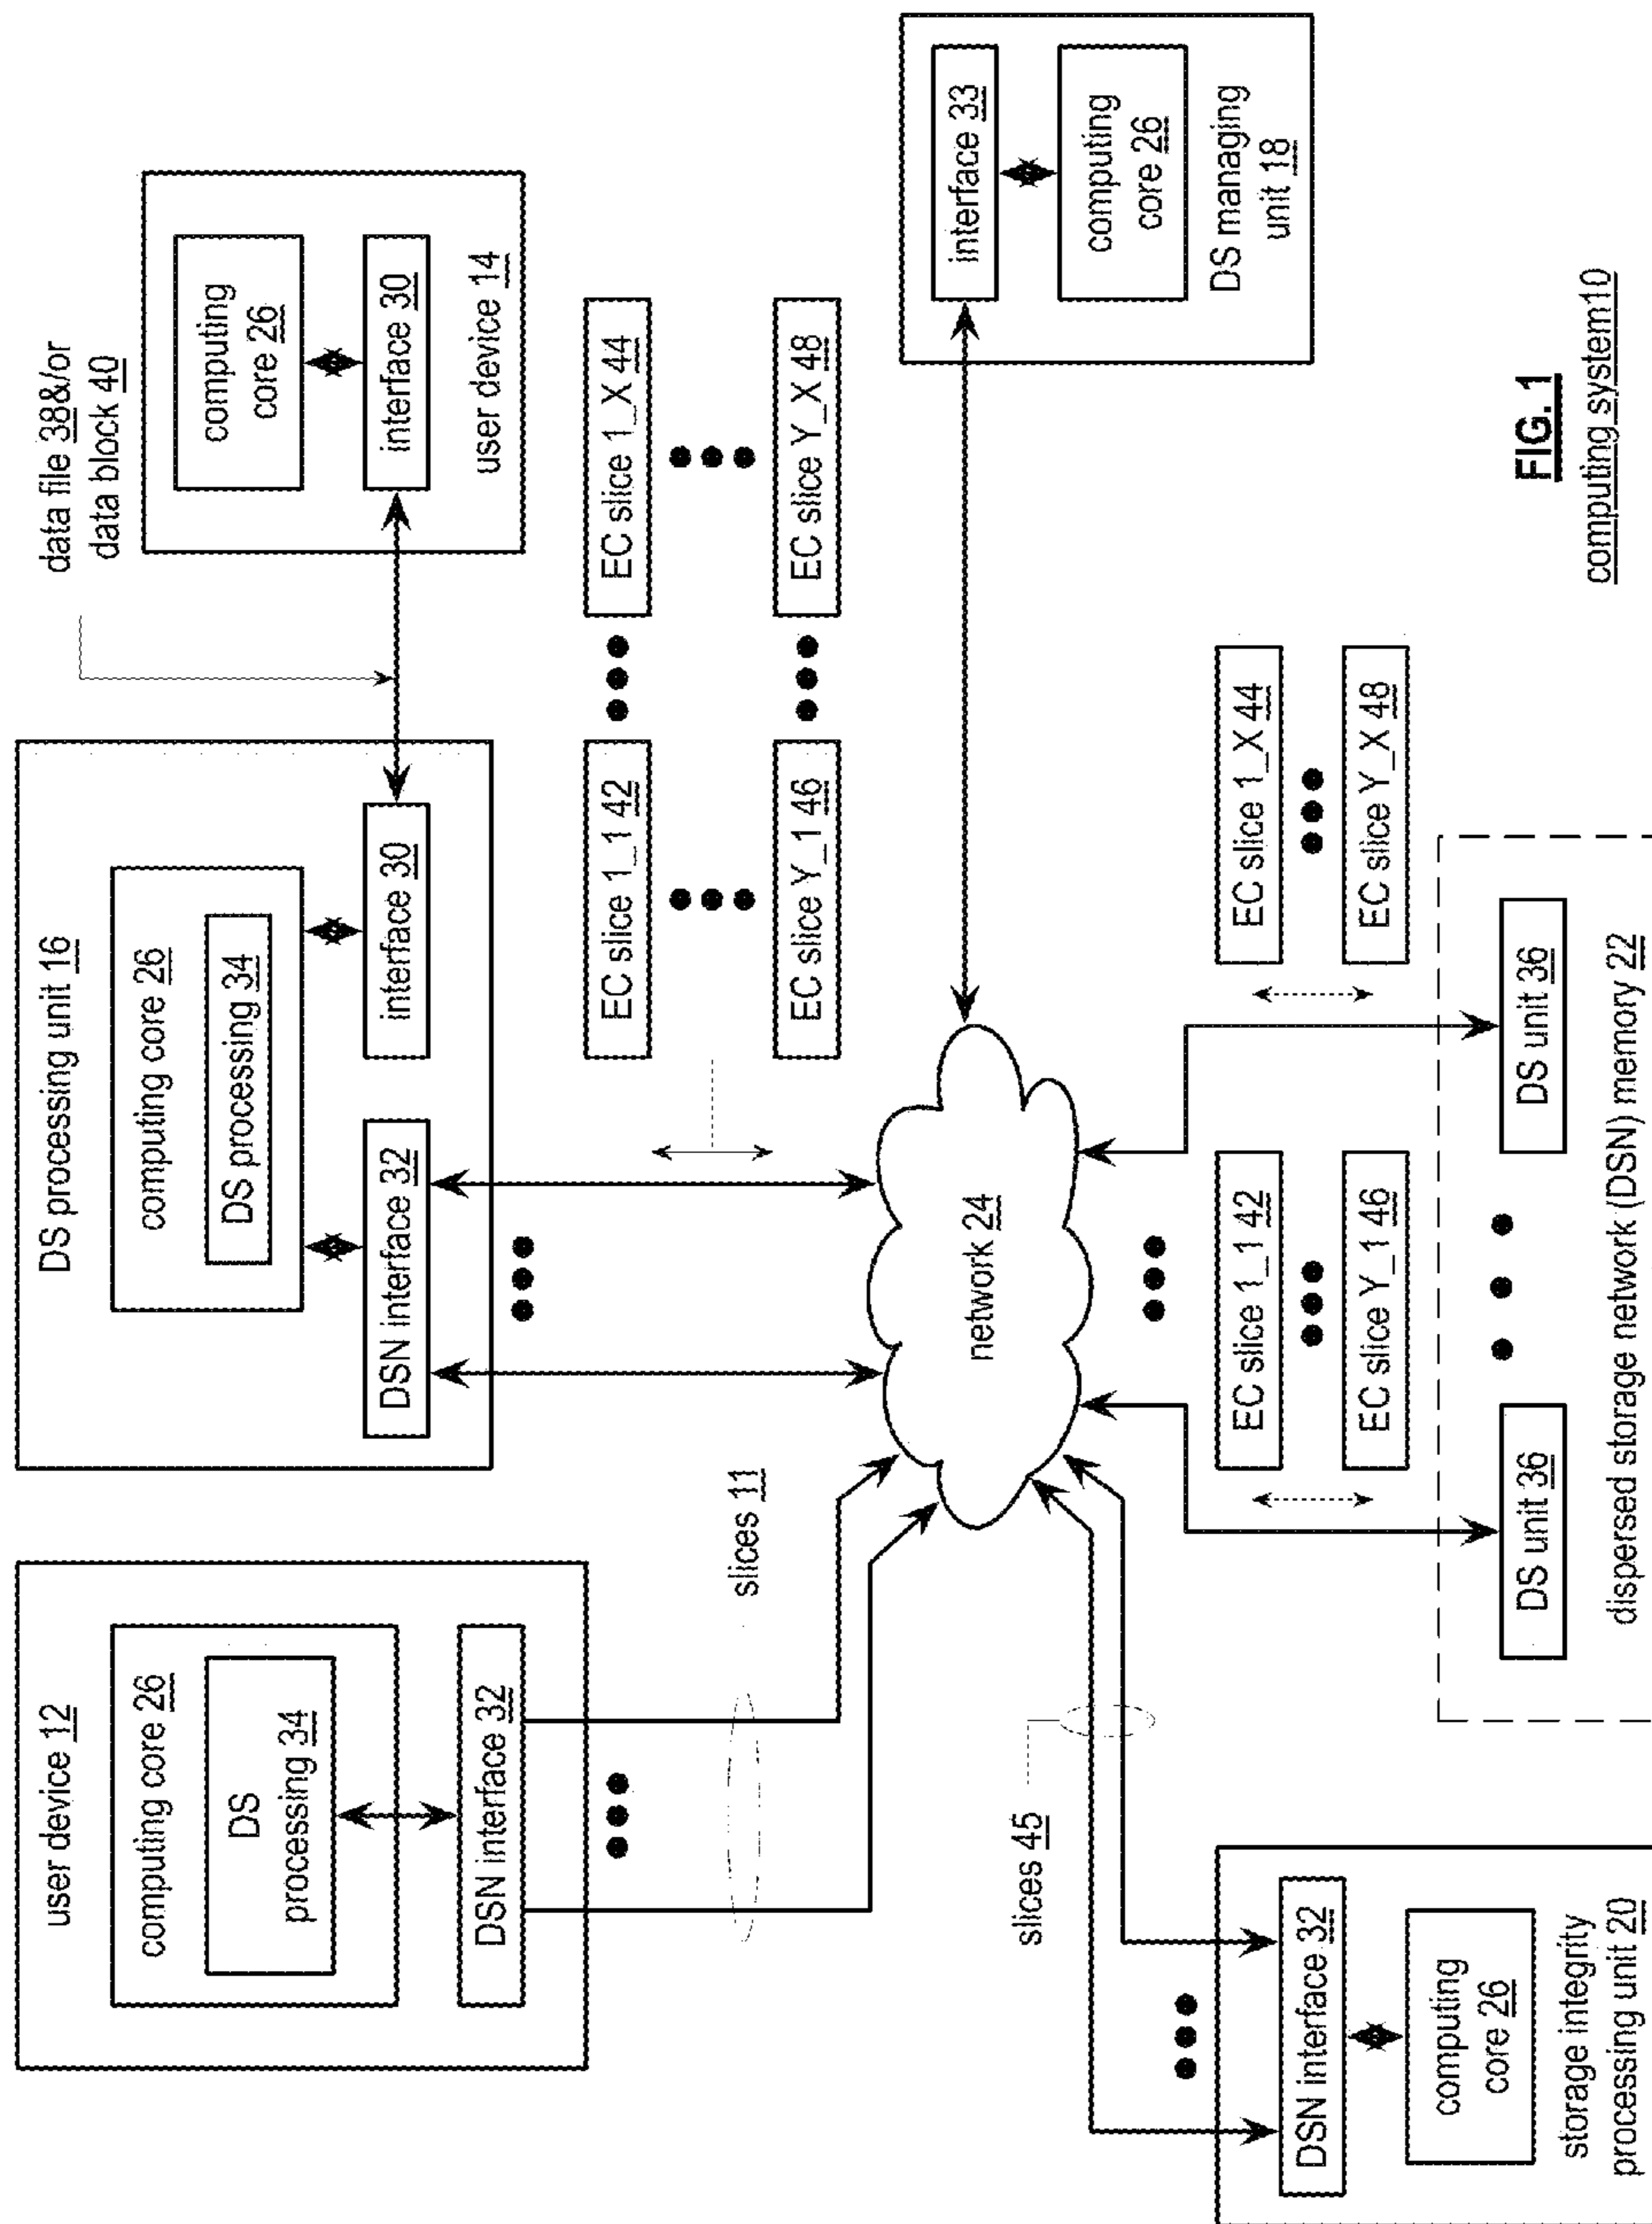 user device 12
computing core 26
DS
processing 34
DSN interface 32
DS processing unit 16
computing core 26
DS processing 34
DSN interface 32
interface 30
data file 38&/or
data block 40
computing
core 26
interface 30
user device 14
slices 11
EC slice 1_1 42
EC slice 1_X 44
EC slice Y_1 46
EC slice Y_X 48
network 24
interface 33
computing
core 26
DS managing
unit 18
slices 45
DSN interface 32
computing
core 26
storage integrity
processing unit 20
EC slice 1_1 42
EC slice Y_1 46
EC slice 1_X 44
EC slice Y_X 48
DS unit 36
DS unit 36
dispersed storage network (DSN) memory 22
FIG. 1
computing system10